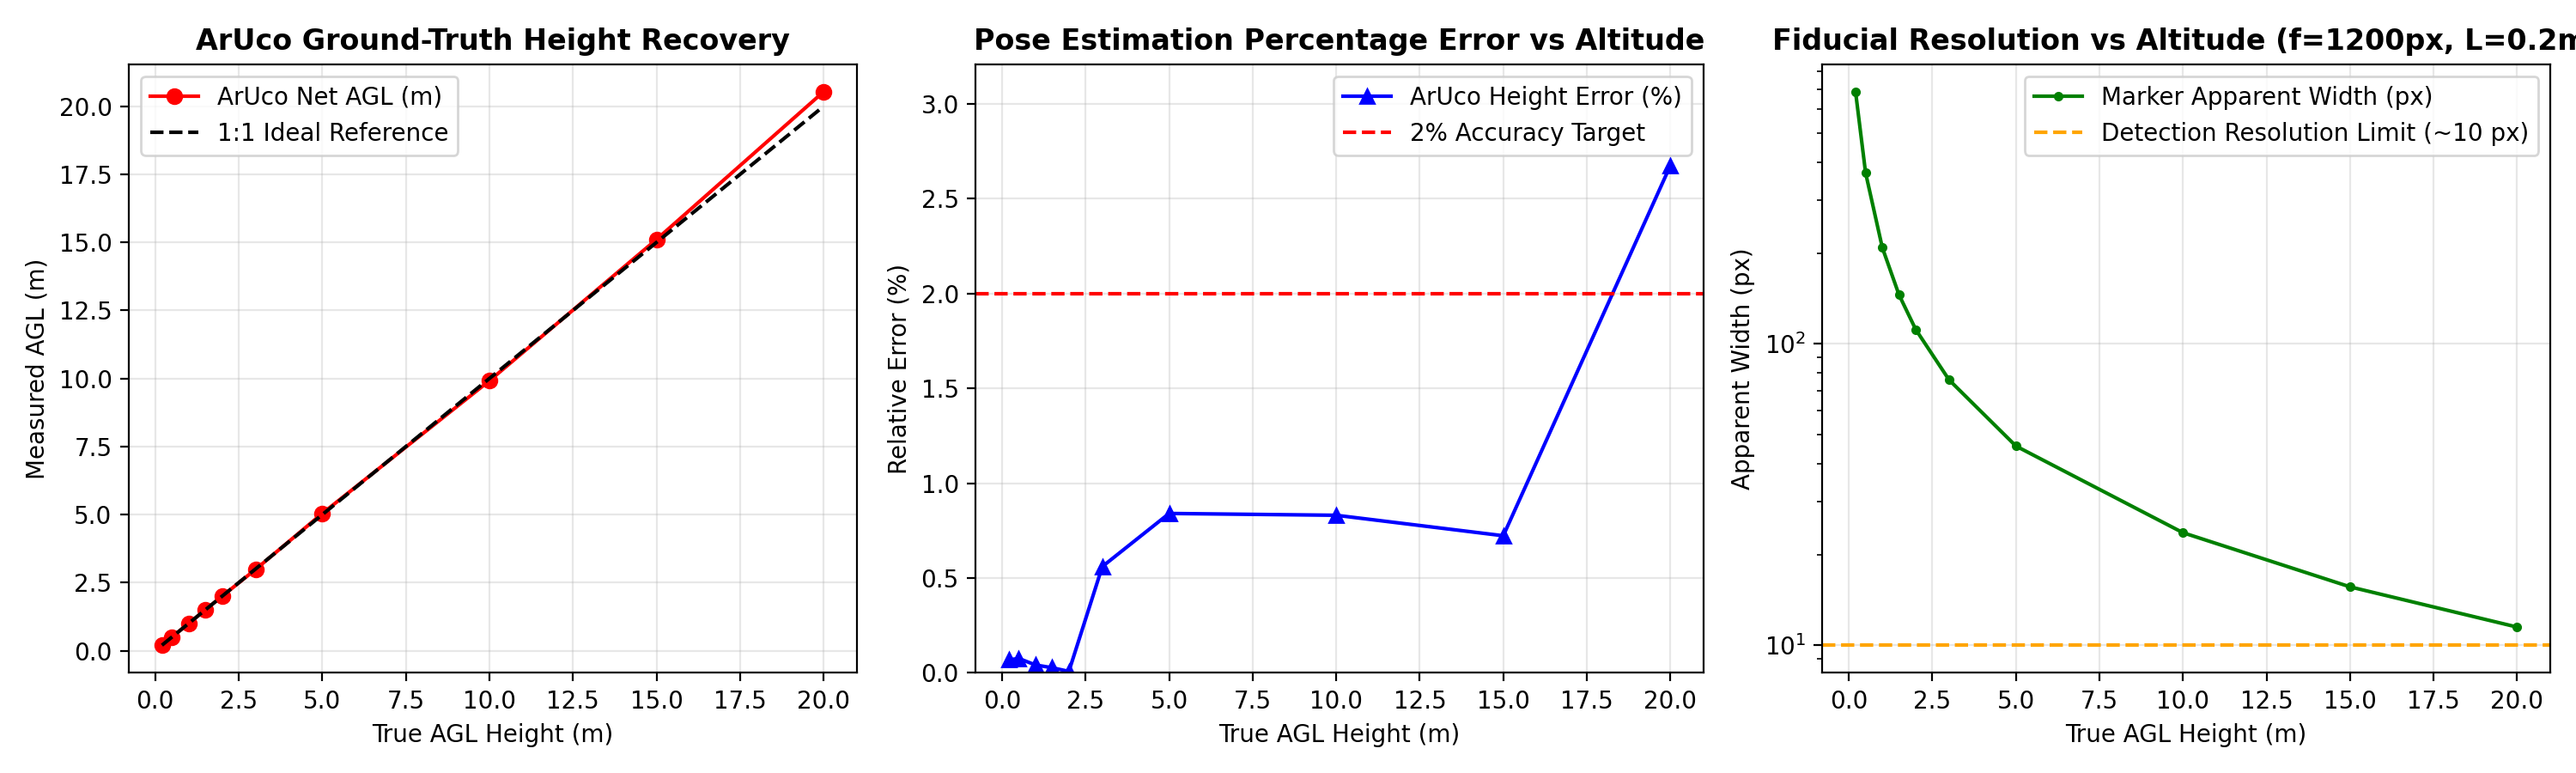 ArUco Ground-Truth Height Recovery
ArUco Net AGL (m)
1:1 Ideal Reference
20.0
17.5
15.0
12.5
10.0
7.5
5.0
2.5
0.0
Measured AGL (m)
0.0 2.5 5.0 7.5 10.0 12.5 15.0 17.5 20.0
True AGL Height (m)
Pose Estimation Percentage Error vs Altitude
ArUco Height Error (%)
2% Accuracy Target
3.0
2.5
2.0
1.5
1.0
0.5
0.0
Relative Error (%)
0.0 2.5 5.0 7.5 10.0 12.5 15.0 17.5 20.0
True AGL Height (m)
Fiducial Resolution vs Altitude (f=1200px, L=0.2m
Marker Apparent Width (px)
Detection Resolution Limit (~10 px)
10²
10¹
Apparent Width (px)
0.0 2.5 5.0 7.5 10.0 12.5 15.0 17.5 20.0
True AGL Height (m)